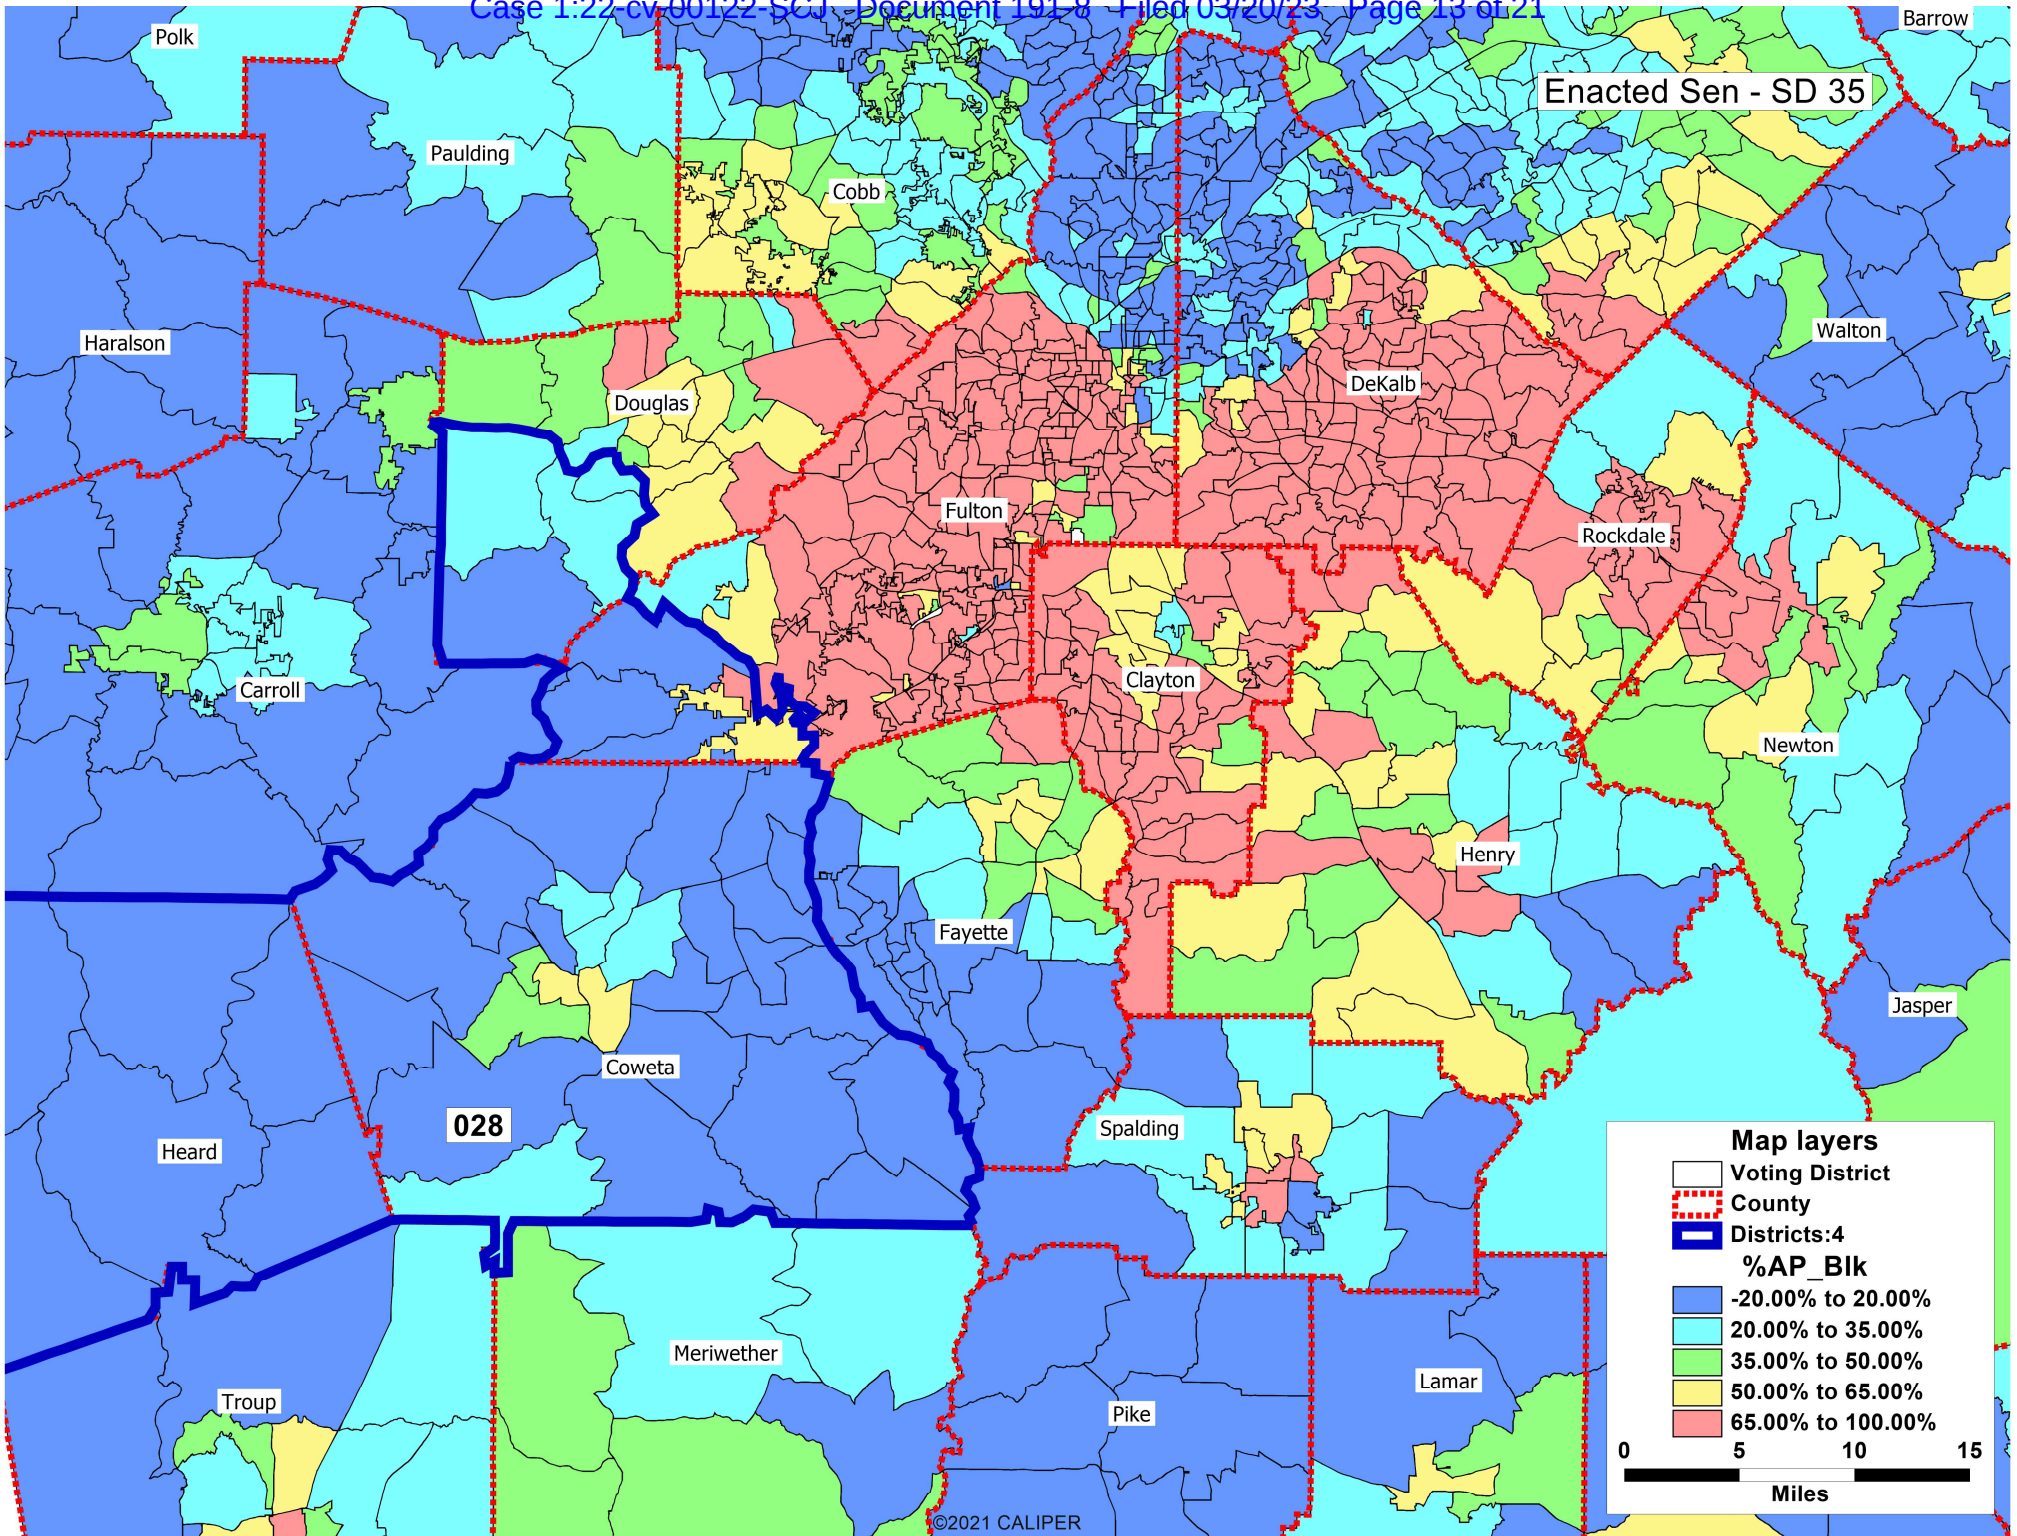 Case 1:22-cv-00122-SCJ Document 191-8 Filed 03/20/23 Page 13 of 21
Barrow
Polk
Enacted Sen - SD 35
Paulding
Cobb
Haralson
Walton
DeKalb
Douglas
Fulton
Rockdale
Clayton
Carroll
Newton
Henry
Fayette
Jasper
Coweta
028
Spalding
Heard
Meriwether
Lamar
Troup
Pike
Map layers
Voting District
County
Districts:4
%AP_Blk
-20.00% to 20.00%
20.00% to 35.00%
35.00% to 50.00%
50.00% to 65.00%
65.00% to 100.00%
0 5 10 15
Miles
©2021 CALIPER